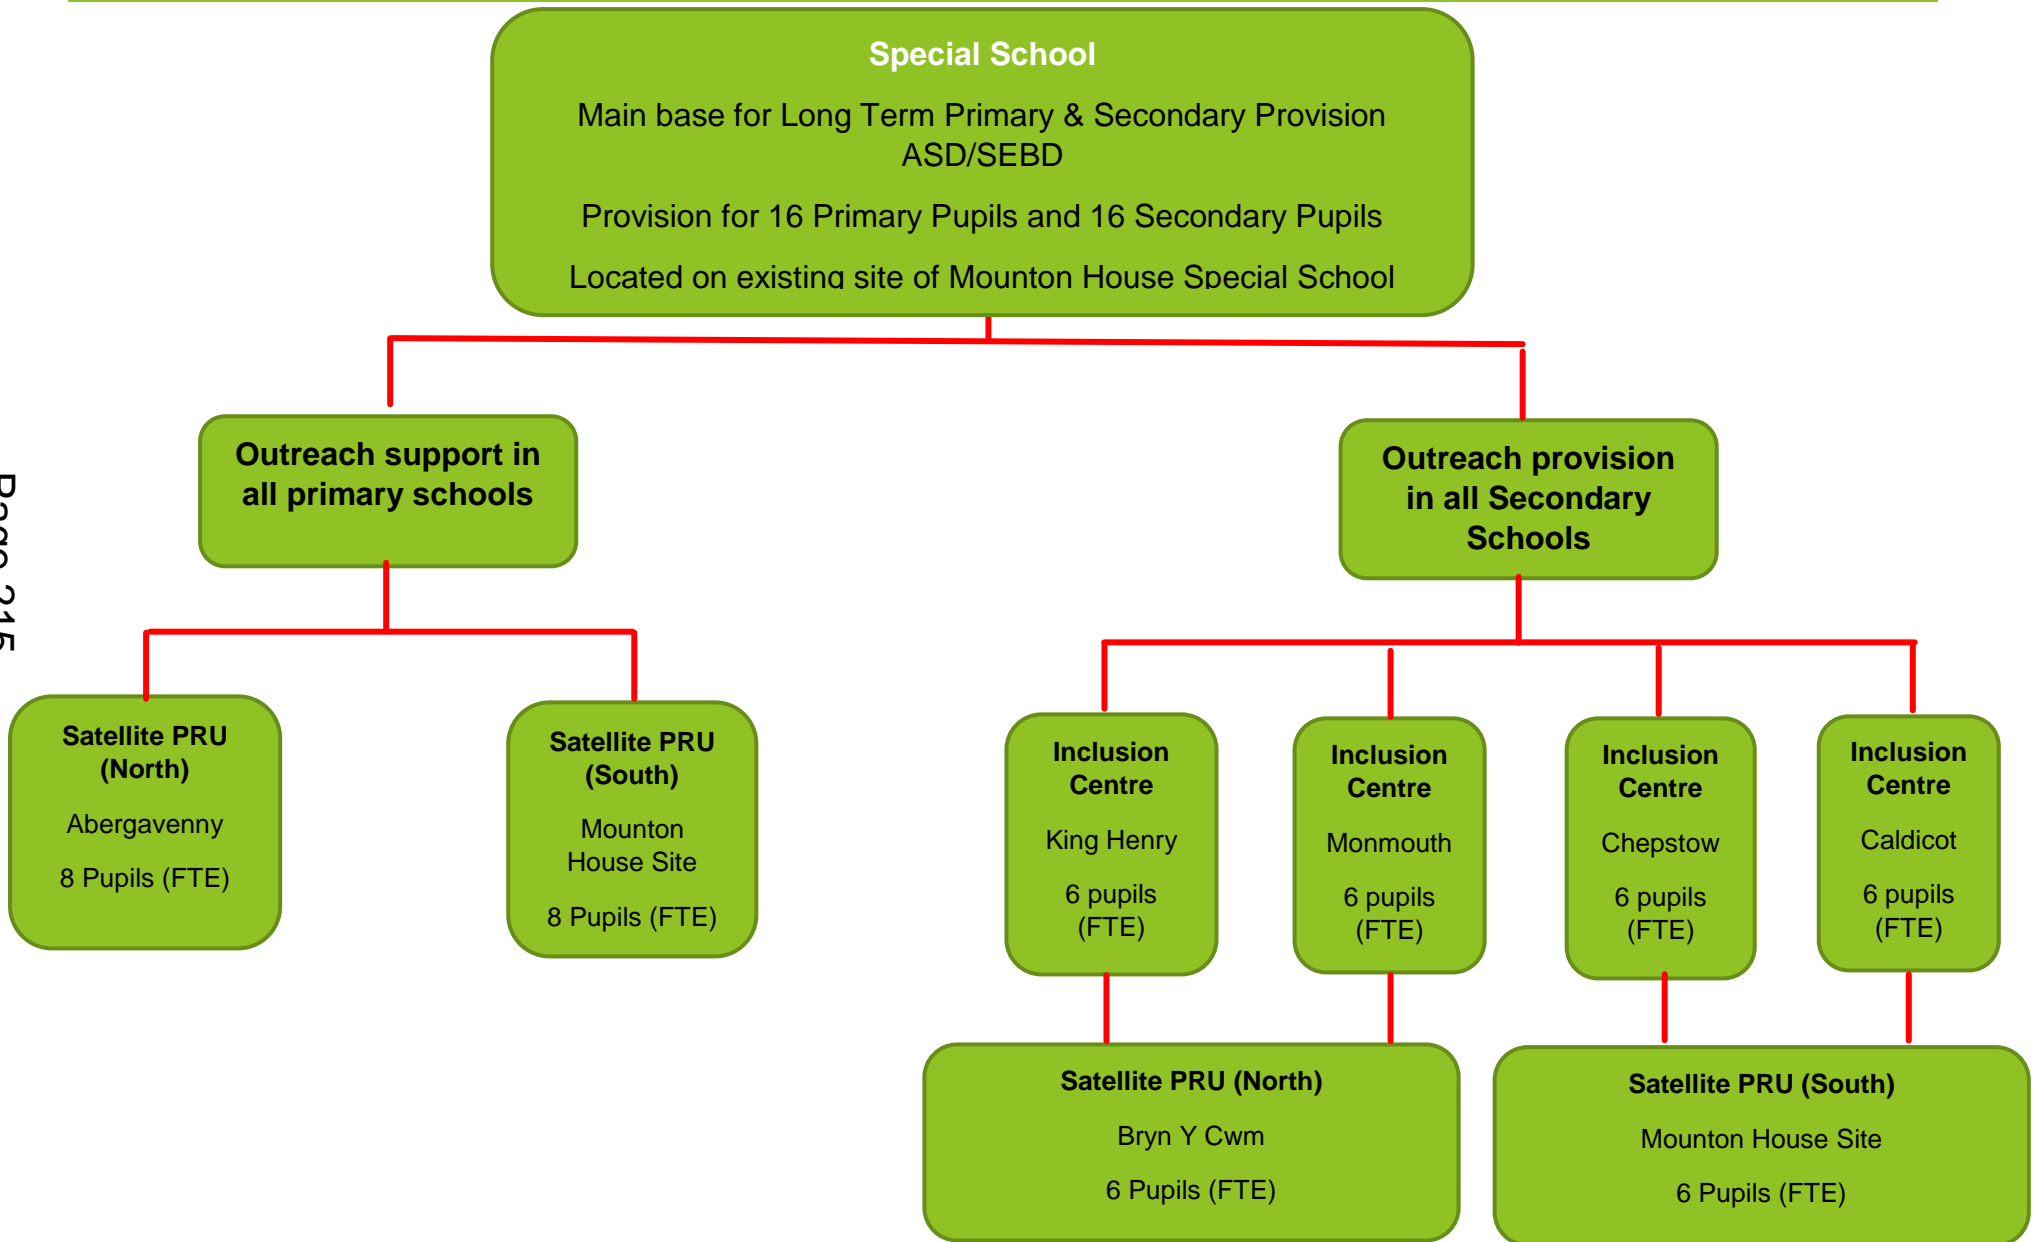 Special School
Main base for Long Term Primary & Secondary Provision
ASD/SEBD
Provision for 16 Primary Pupils and 16 Secondary Pupils
Located on existing site of Mounton House Special School
Outreach support in
all primary schools
Outreach provision
in all Secondary
Schools
Page 215
Satellite PRU
(North)
Abergavenny
8 Pupils (FTE)
Satellite PRU
(South)
Mounton
House Site
8 Pupils (FTE)
Inclusion
Centre
King Henry
6 pupils
(FTE)
Inclusion
Centre
Monmouth
6 pupils
(FTE)
Inclusion
Centre
Chepstow
6 pupils
(FTE)
Inclusion
Centre
Caldicot
6 pupils
(FTE)
Satellite PRU (North)
Bryn Y Cwm
6 Pupils (FTE)
Satellite PRU (South)
Mounton House Site
6 Pupils (FTE)